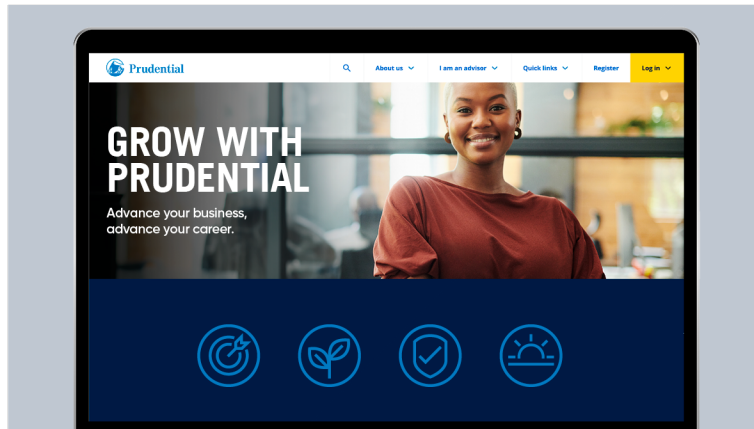 Prudential
About us
I am an advisor
Quick links
Register
Log in
GROW WITH
PRUDENTIAL
Advance your business,
advance your career.